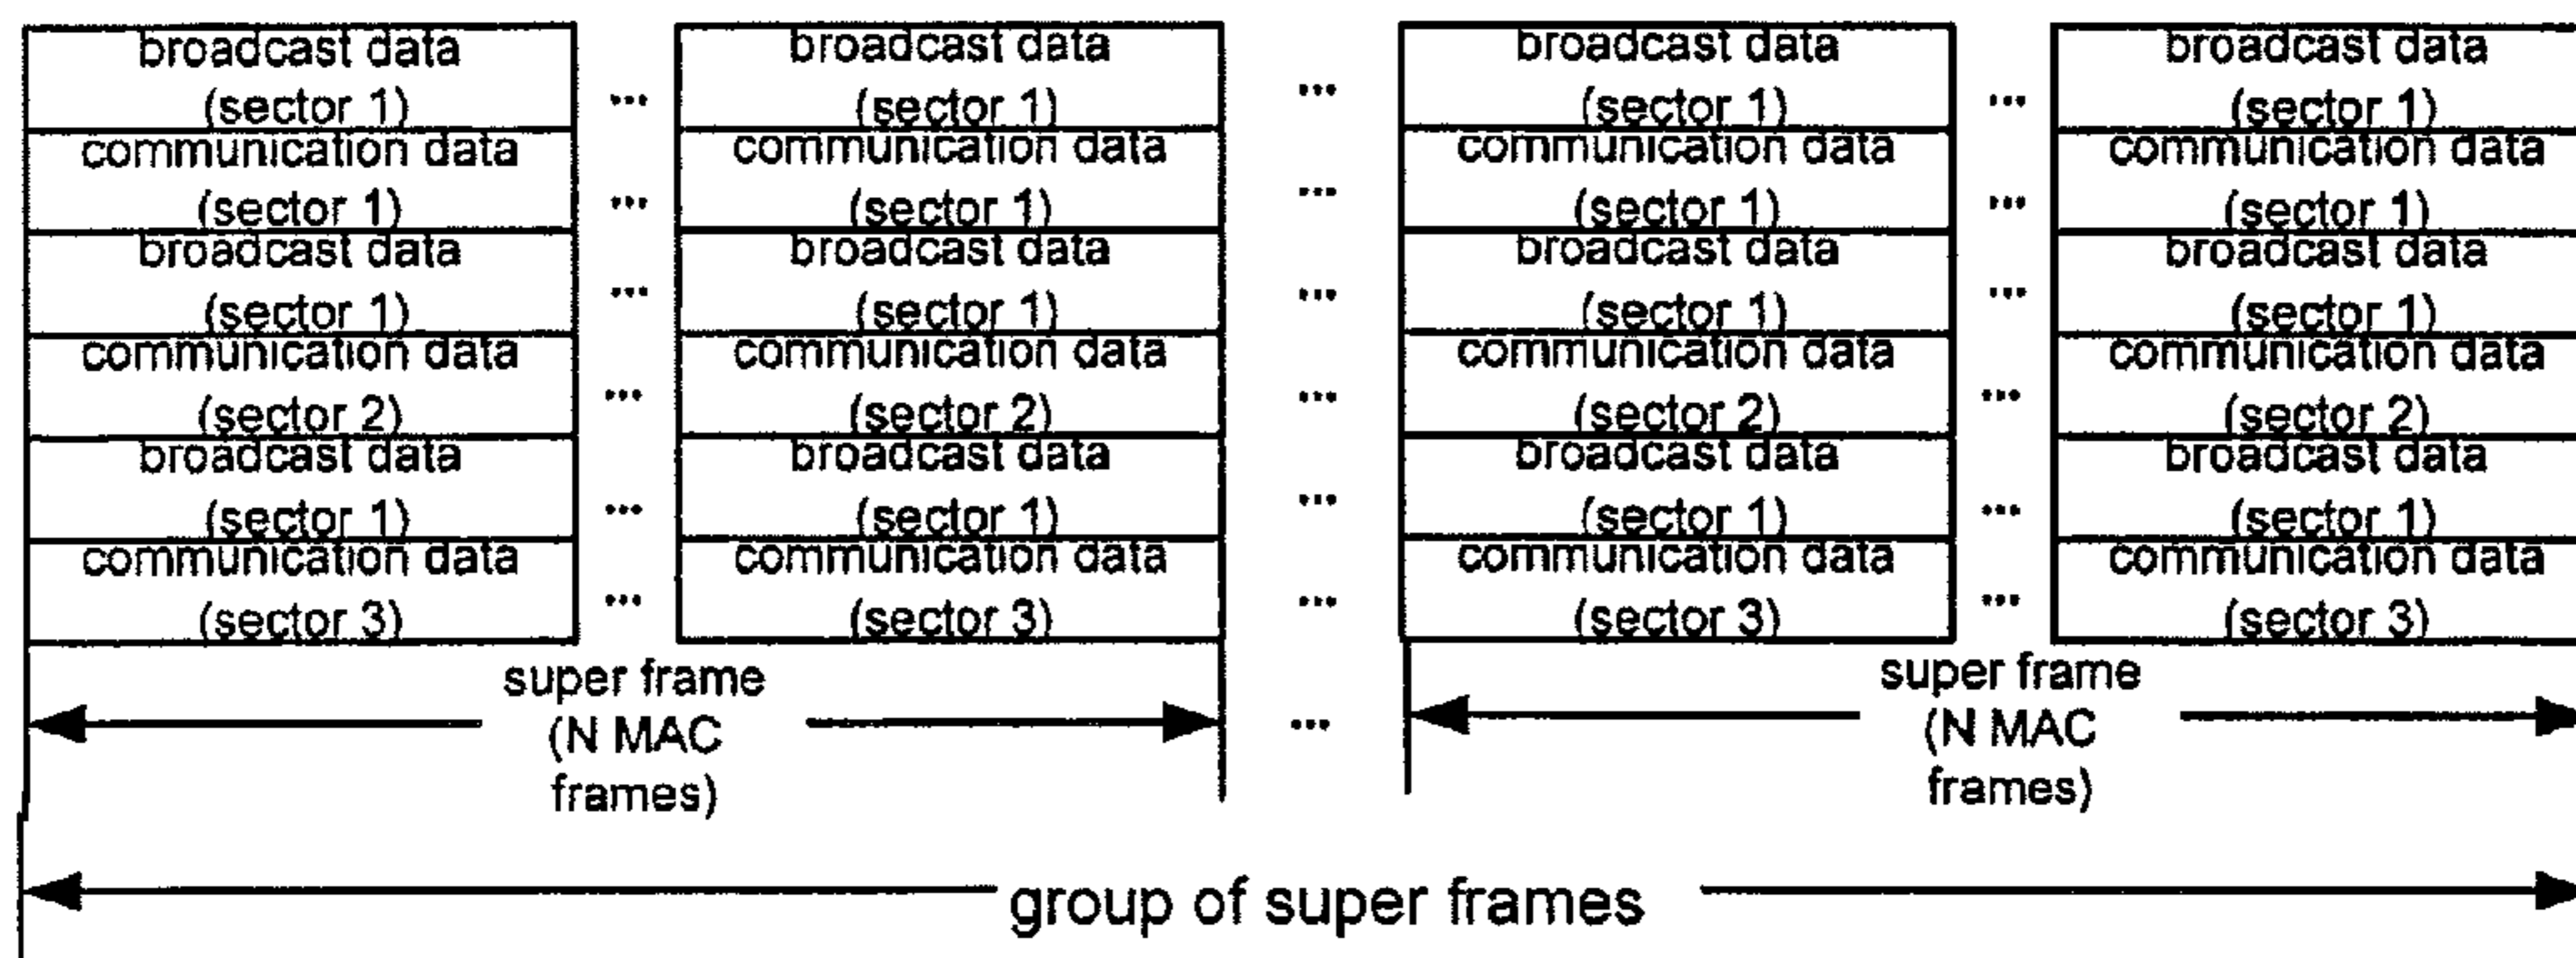 broadcast data ... broadcast data ... broadcast data ... broadcast data
(sector 1) (sector 1) (sector 1) (sector 1)
communication data ... communication data ... communication data ... communication data
(sector 1) (sector 1) (sector 1) (sector 1)
broadcast data ... broadcast data ... broadcast data ... broadcast data
(sector 1) (sector 1) (sector 1) (sector 1)
communication data ... communication data ... communication data ... communication data
(sector 2) (sector 2) (sector 2) (sector 2)
broadcast data ... broadcast data ... broadcast data ... broadcast data
(sector 1) (sector 1) (sector 1) (sector 1)
communication data ... communication data ... communication data ... communication data
(sector 3) (sector 3) (sector 3) (sector 3)
super frame super frame
(N MAC ... (N MAC
frames) frames)
group of super frames